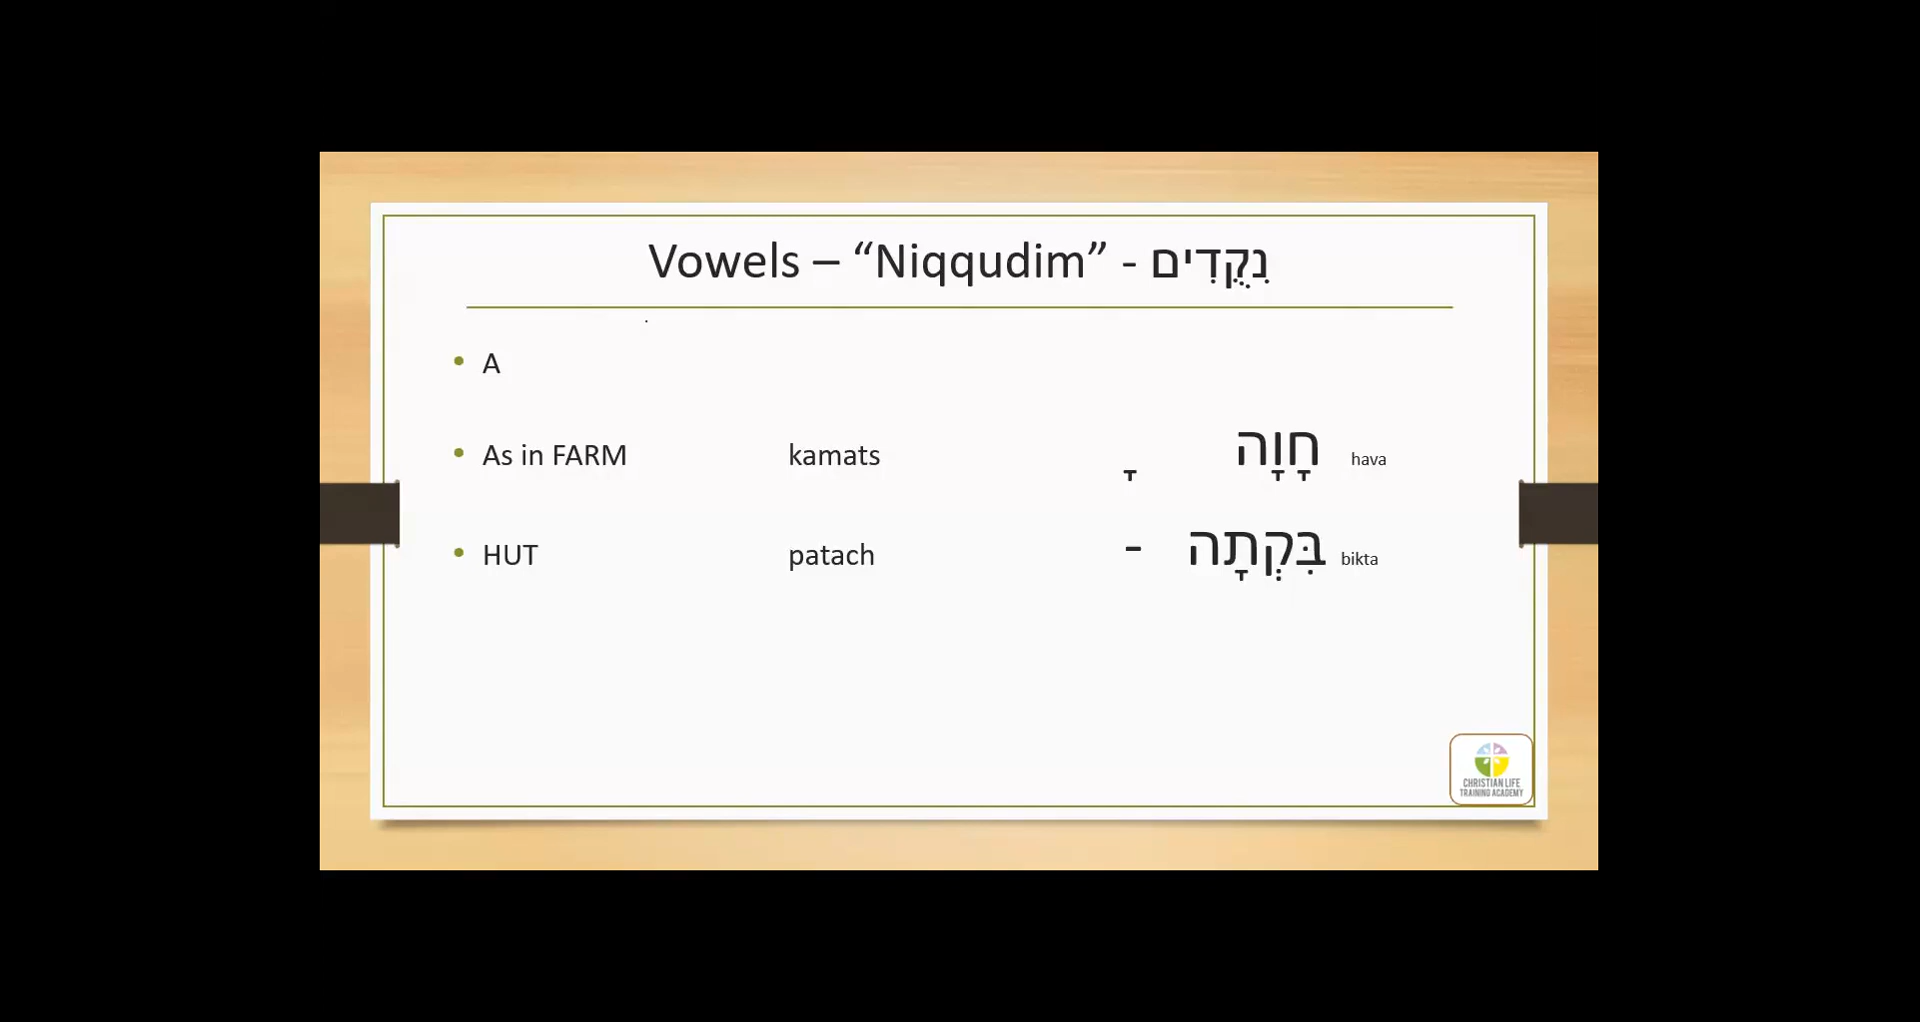 Vowels – “Niqqudim” - נִקֻדִים
• A
• As in FARM kamats ָ חָוָה hava
• HUT patach - בִּקְתָה bikta
CHRISTIAN LIFE
TRAINING ACADEMY